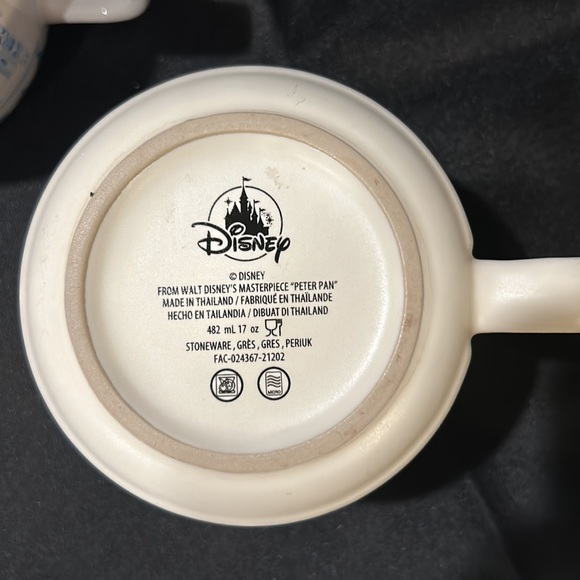 Disney
© DISNEY
FROM WALT DISNEY'S MASTERPIECE "PETER PAN"
MADE IN THAILAND / FABRIQUÉ EN THAÏLANDE
HECHO EN TAILANDIA / DIBUAT DI THAILAND
482 mL 17 oz
STONEWARE , GRÈS , GRES , PERIUK
FAC-024367-21202